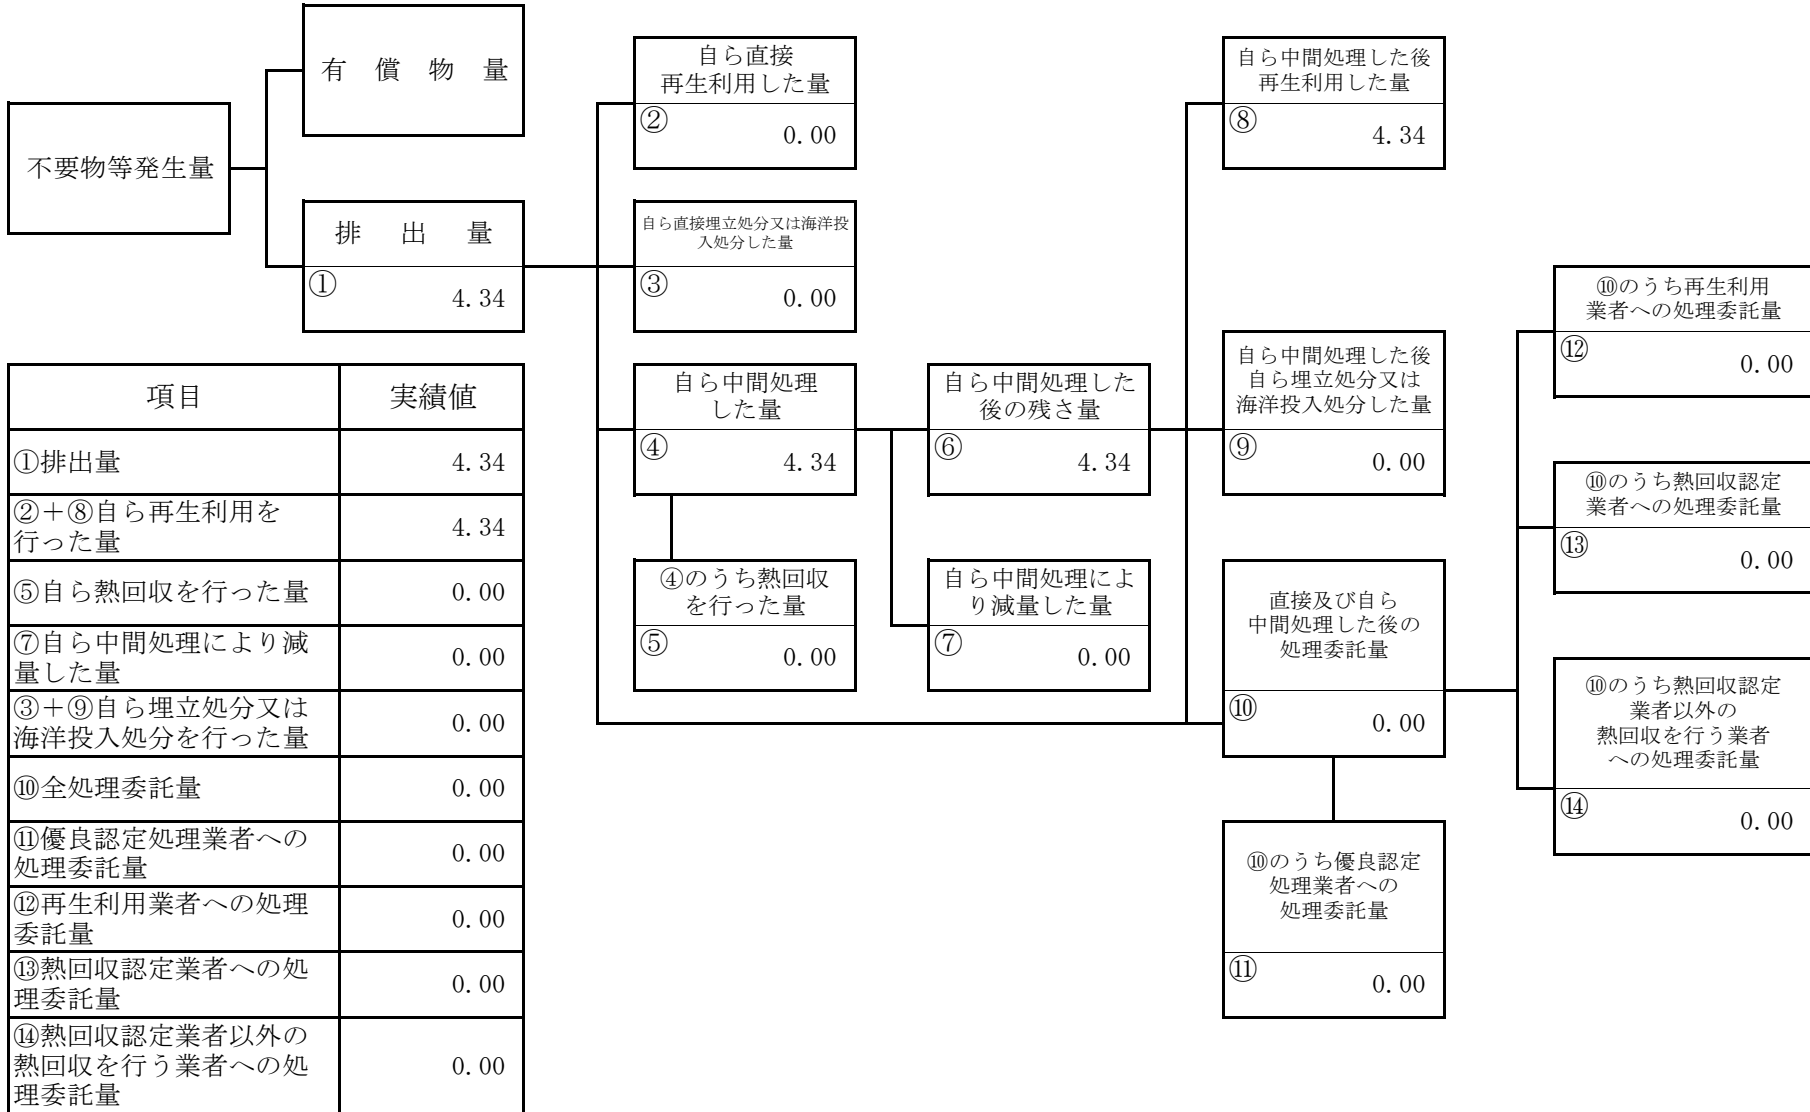 有 償 物 量
不要物等発生量
排 出 量
① 4.34
自ら直接
再生利用した量
② 0.00
自ら直接埋立処分又は海洋投
入処分した量
③ 0.00
自ら中間処理
した量
④ 4.34
④のうち熱回収
を行った量
⑤ 0.00
自ら中間処理した
後の残さ量
⑥ 4.34
自ら中間処理によ
り減量した量
⑦ 0.00
自ら中間処理した後
再生利用した量
⑧ 4.34
自ら中間処理した後
自ら埋立処分又は
海洋投入処分した量
⑨ 0.00
直接及び自ら
中間処理した後の
処理委託量
⑩ 0.00
⑩のうち優良認定
処理業者への
処理委託量
⑪ 0.00
⑩のうち再生利用
業者への処理委託量
⑫ 0.00
⑩のうち熱回収認定
業者への処理委託量
⑬ 0.00
⑩のうち熱回収認定
業者以外の
熱回収を行う業者
への処理委託量
⑭ 0.00
項目 実績値
①排出量 4.34
②＋⑧自ら再生利用を
行った量 4.34
⑤自ら熱回収を行った量 0.00
⑦自ら中間処理により減
量した量 0.00
③＋⑨自ら埋立処分又は
海洋投入処分を行った量 0.00
⑩全処理委託量 0.00
⑪優良認定処理業者への
処理委託量 0.00
⑫再生利用業者への処理
委託量 0.00
⑬熱回収認定業者への処
理委託量 0.00
⑭熱回収認定業者以外の
熱回収を行う業者への処
理委託量 0.00